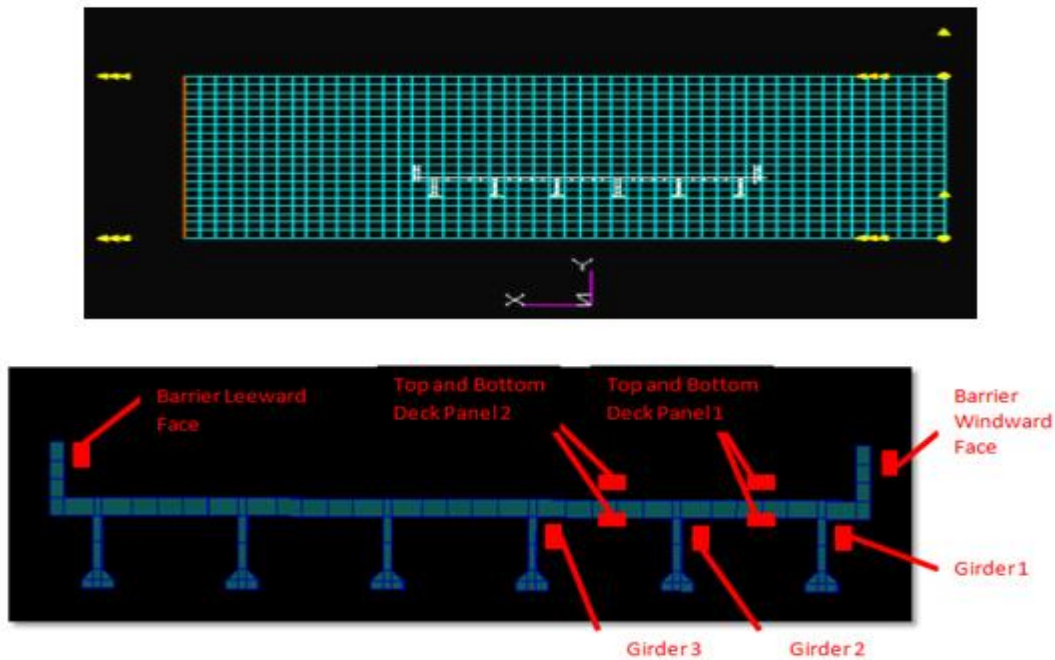 Y
X
Z
Barrier Leeward
Face
Top and Bottom
Deck Panel 2
Top and Bottom
Deck Panel 1
Barrier
Windward
Face
Girder 1
Girder 3
Girder 2